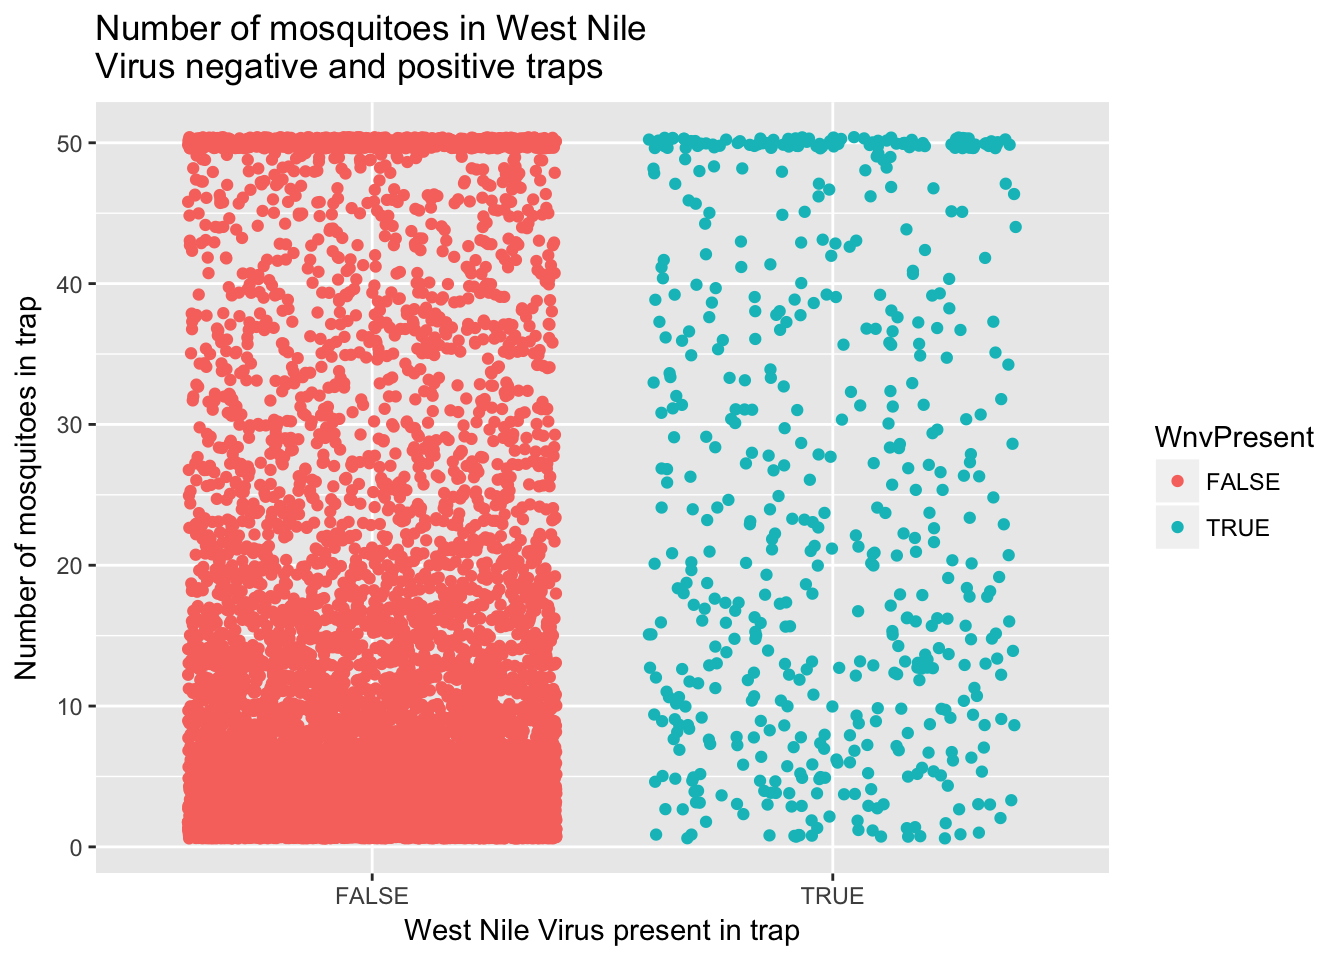 Number of mosquitoes in West Nile
Virus negative and positive traps
Number of mosquitoes in trap
50
40
30
20
10
0
FALSE
TRUE
West Nile Virus present in trap
WnvPresent
FALSE
TRUE